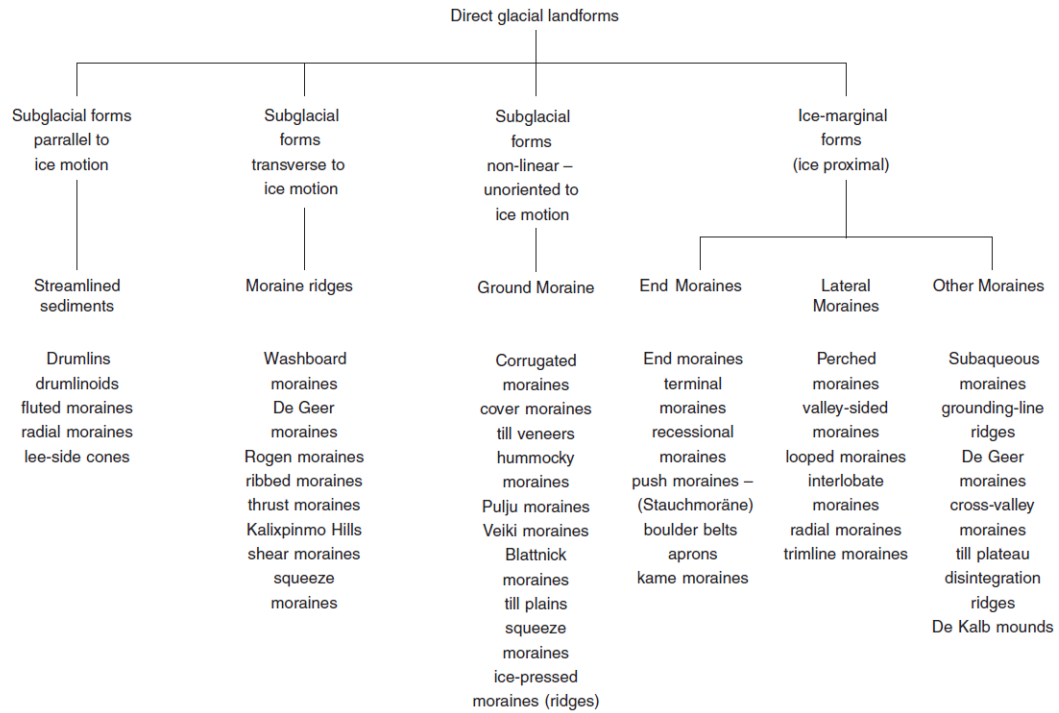 Direct glacial landforms
Subglacial forms
parrallel to
ice motion
Subglacial
forms
transverse to
ice motion
Subglacial
forms
non-linear –
unoriented to
ice motion
Ice-marginal
forms
(ice proximal)
Streamlined
sediments
Moraine ridges
Ground Moraine
End Moraines
Lateral
Moraines
Other Moraines
Drumlins
drumlinoids
fluted moraines
radial moraines
lee-side cones
Washboard
moraines
De Geer
moraines
Rogen moraines
ribbed moraines
thrust moraines
Kalixpinmo Hills
shear moraines
squeeze
moraines
Corrugated
moraines
cover moraines
till veneers
hummocky
moraines
Pulju moraines
Veiki moraines
Blattnick
moraines
till plains
squeeze
moraines
ice-pressed
moraines (ridges)
End moraines
terminal
moraines
recessional
moraines
push moraines –
(Stauchmoräne)
boulder belts
aprons
kame moraines
Perched
moraines
valley-sided
moraines
looped moraines
interlobate
moraines
radial moraines
trimline moraines
Subaqueous
moraines
grounding-line
ridges
De Geer
moraines
cross-valley
moraines
till plateau
disintegration
ridges
De Kalb mounds